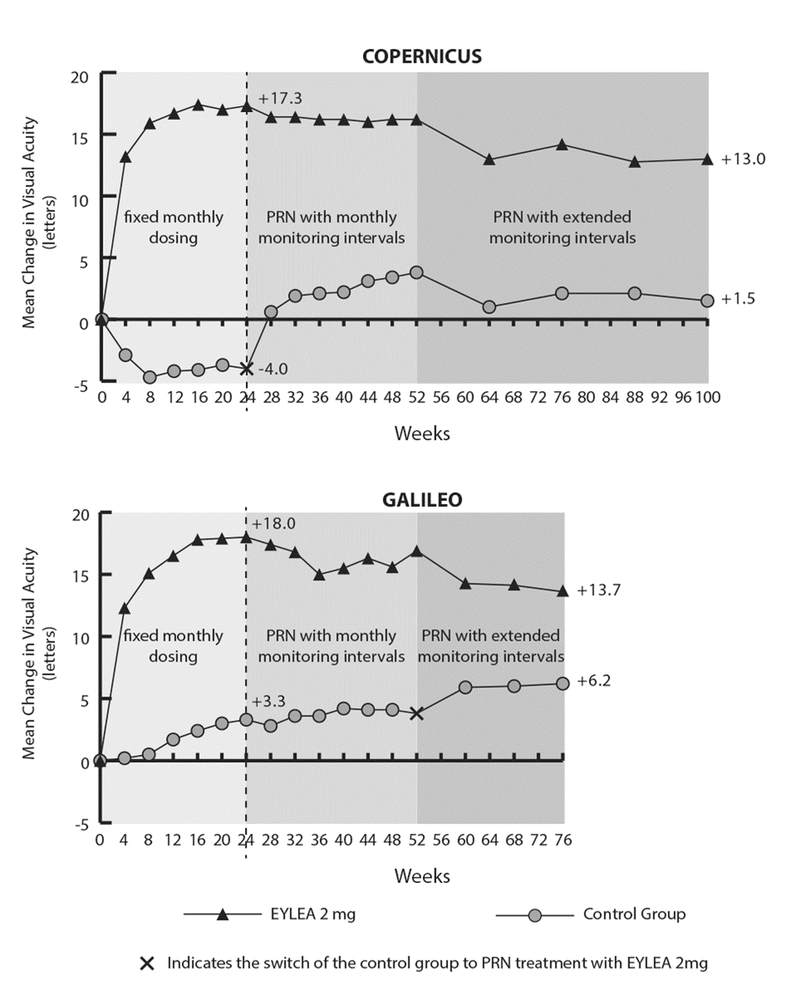 COPERNICUS
Mean Change in Visual Acuity
(letters)
20
15
10
5
0
-5
+17.3
+13.0
fixed monthly
dosing
PRN with monthly
monitoring intervals
PRN with extended
monitoring intervals
+1.5
-4.0
0 4 8 12 16 20 24 28 32 36 40 44 48 52 56 60 64 68 72 76 80 84 88 92 96 100
Weeks
GALILEO
Mean Change in Visual Acuity
(letters)
20
15
10
5
0
-5
+18.0
+13.7
fixed monthly
dosing
PRN with monthly
monitoring intervals
PRN with extended
monitoring intervals
+3.3
+6.2
0 4 8 12 16 20 24 28 32 36 40 44 48 52 56 60 64 68 72 76
Weeks
EYLEA 2 mg
Control Group
Indicates the switch of the control group to PRN treatment with EYLEA 2mg